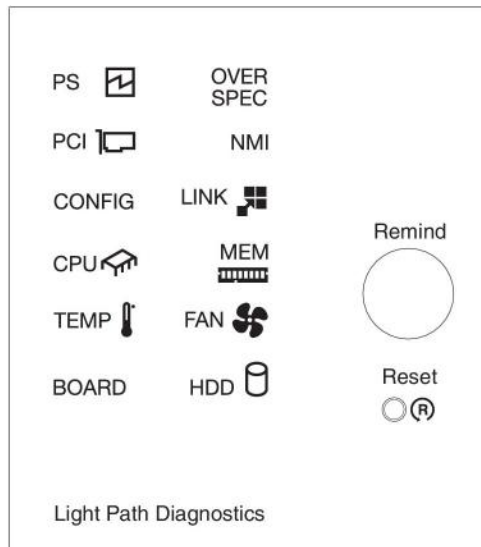 PS
OVER
SPEC
PCI
NMI
CONFIG
LINK
CPU
MEM
TEMP
FAN
BOARD
HDD
Remind
Reset
R
Light Path Diagnostics